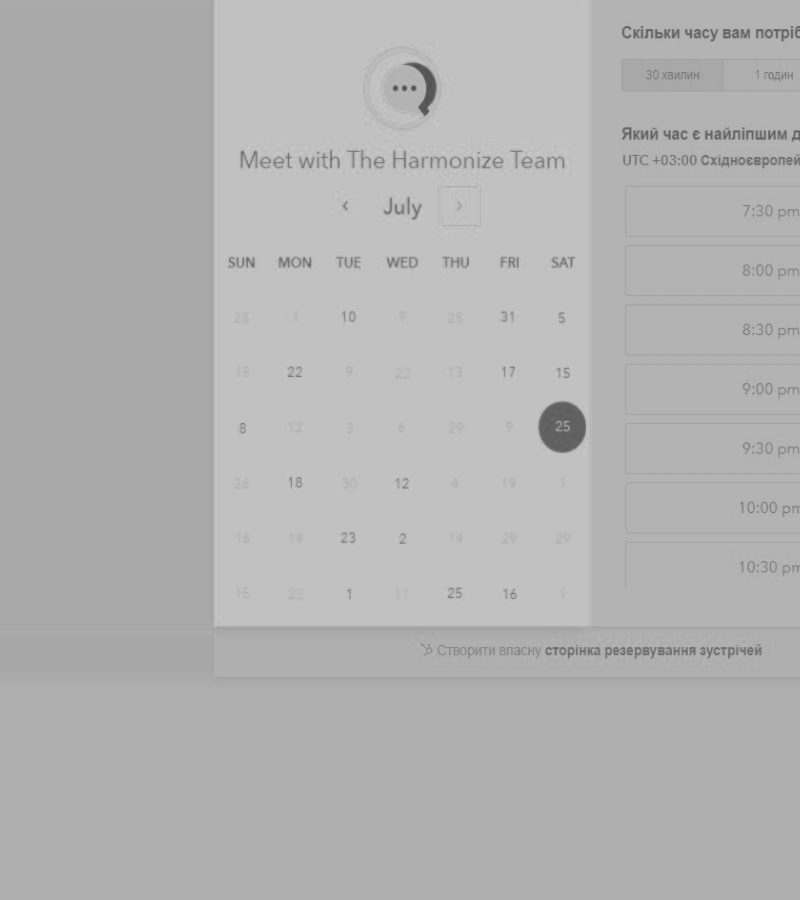 Meet with The Harmonize Team
July
SUN MON TUE WED THU FRI SAT
25 1 10 9 25 31 5
15 22 9 22 13 17 15
8 12 3 6 29 9 25
26 18 30 12 4 19 1
16 14 23 2 14 29 29
15 22 1 11 25 16 1
Скільки часу вам потріб
30 хвилин 1 годин
Який час є найліпшим д
UTC +03:00 Східноєвропей
7:30 pm
8:00 pm
8:30 pm
9:00 pm
9:30 pm
10:00 pm
10:30 pm
Створити власну сторінка резервування зустрічей